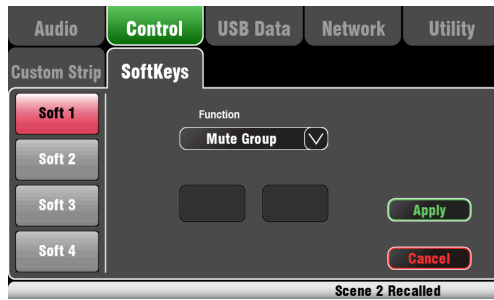 Audio Control USB Data Network Utility
Custom Strip SoftKeys
Soft 1
Function
Mute Group
Soft 2
Soft 3
Apply
Soft 4
Cancel
Scene 2 Recalled